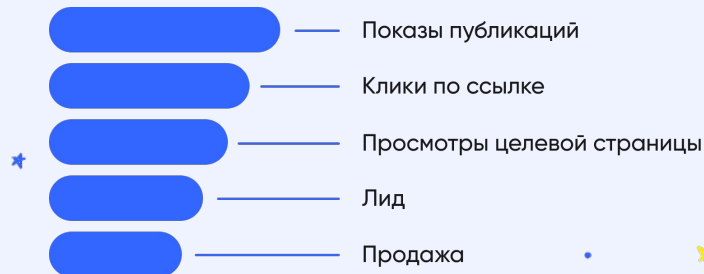 Показы публикаций
Клики по ссылке
Просмотры целевой страницы
Лид
Продажа